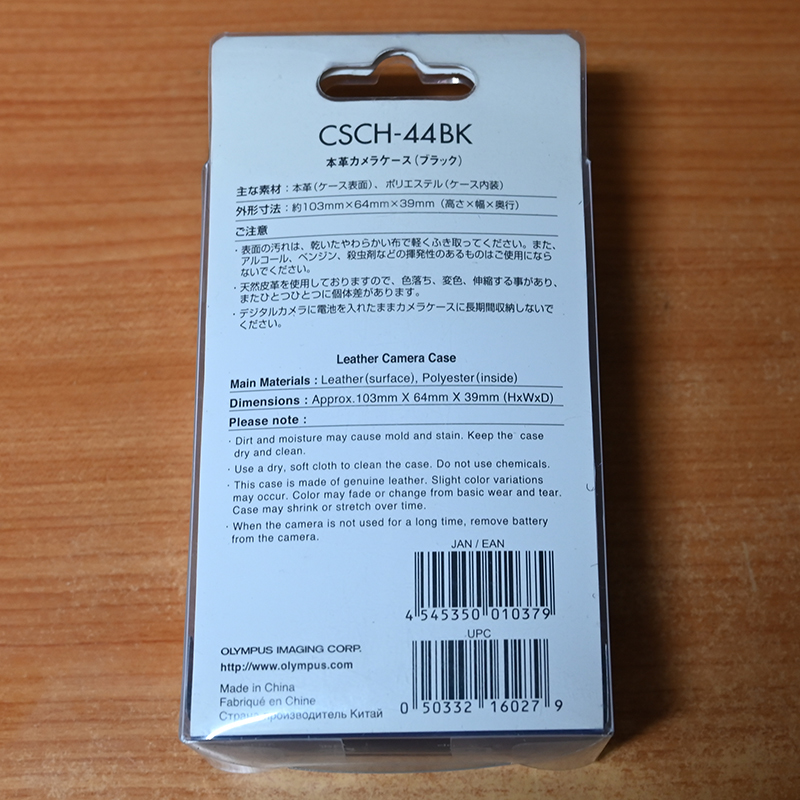 CSCH-44BK
本革カメラケース(ブラック)
主な素材：本革(ケース表面)、ポリエステル(ケース内装)
外形寸法：約103mm×64mm×39mm (高さ×幅×奥行)
ご注意
・表面の汚れは、乾いたやわらかい布で軽くふき取ってください。また、
アルコール、ベンジン、殺虫剤などの揮発性のあるものはご使用になら
ないでください。
・天然皮革を使用しておりますので、色落ち、変色、伸縮する事があり、
またひとつひとつに個体差があります。
・デジタルカメラに電池を入れたままカメラケースに長期間収納しないで
ください。
Leather Camera Case
Main Materials : Leather(surface), Polyester(inside)
Dimensions : Approx.103mm X 64mm X 39mm (HxWxD)
Please note :
· Dirt and moisture may cause mold and stain. Keep the case
dry and clean.
· Use a dry, soft cloth to clean the case. Do not use chemicals.
· This case is made of genuine leather. Slight color variations
may occur. Color may fade or change from basic wear and tear.
Case may shrink or stretch over time.
· When the camera is not used for a long time, remove battery
from the camera.
JAN / EAN
4 545350 010379
UPC
0 50332 16027 9
OLYMPUS IMAGING CORP.
http://www.olympus.com
Made in China
Fabriqué en Chine
Страна-производитель Китай